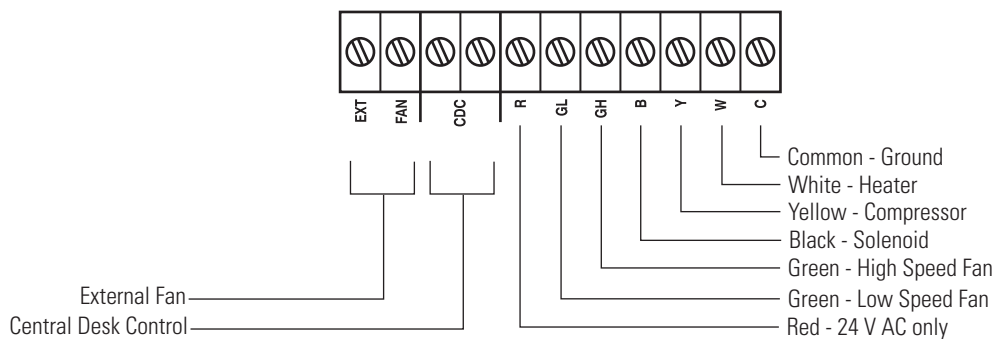 EXT
FAN
CDC
R
GL
GH
B
Y
W
C
Common - Ground
White - Heater
Yellow - Compressor
Black - Solenoid
Green - High Speed Fan
External Fan
Green - Low Speed Fan
Central Desk Control
Red - 24 V AC only